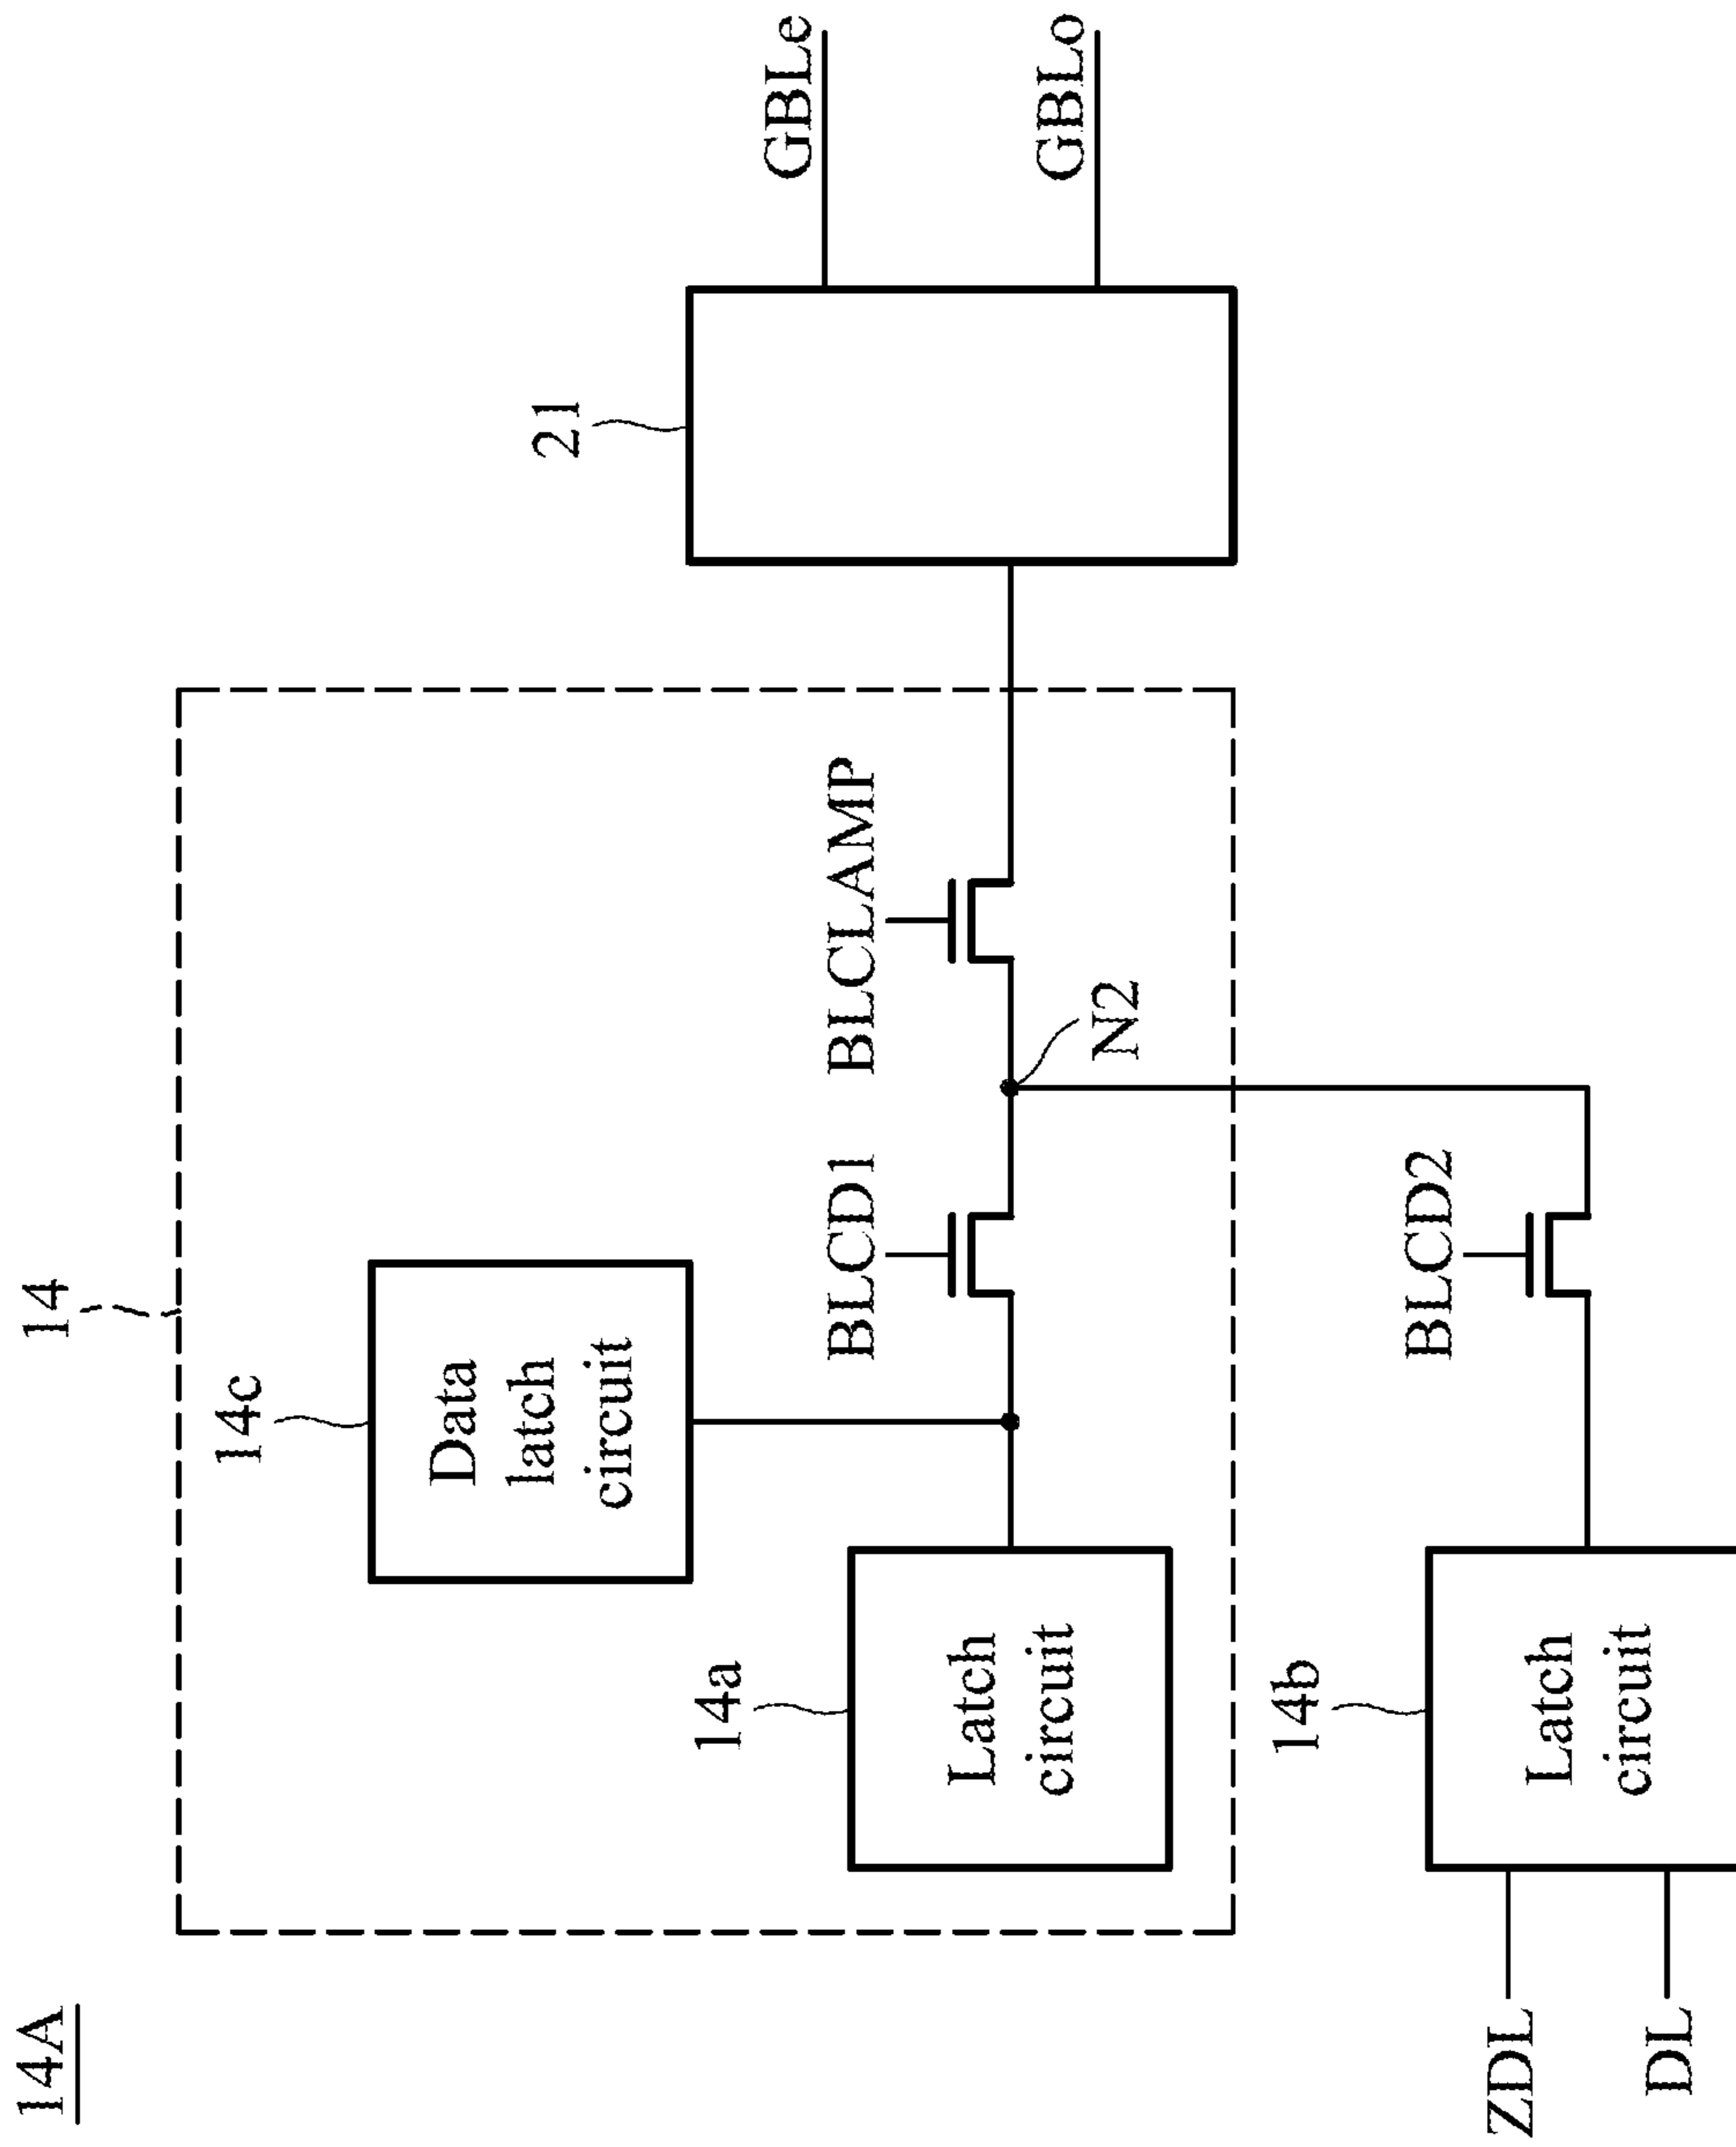 14A
14
14c
Data
latch
circuit
21
14a
Latch
circuit
BLCD1
BLCLAMP
GBLe
N2
GBLo
14b
Latch
circuit
BLCD2
ZDL
DL